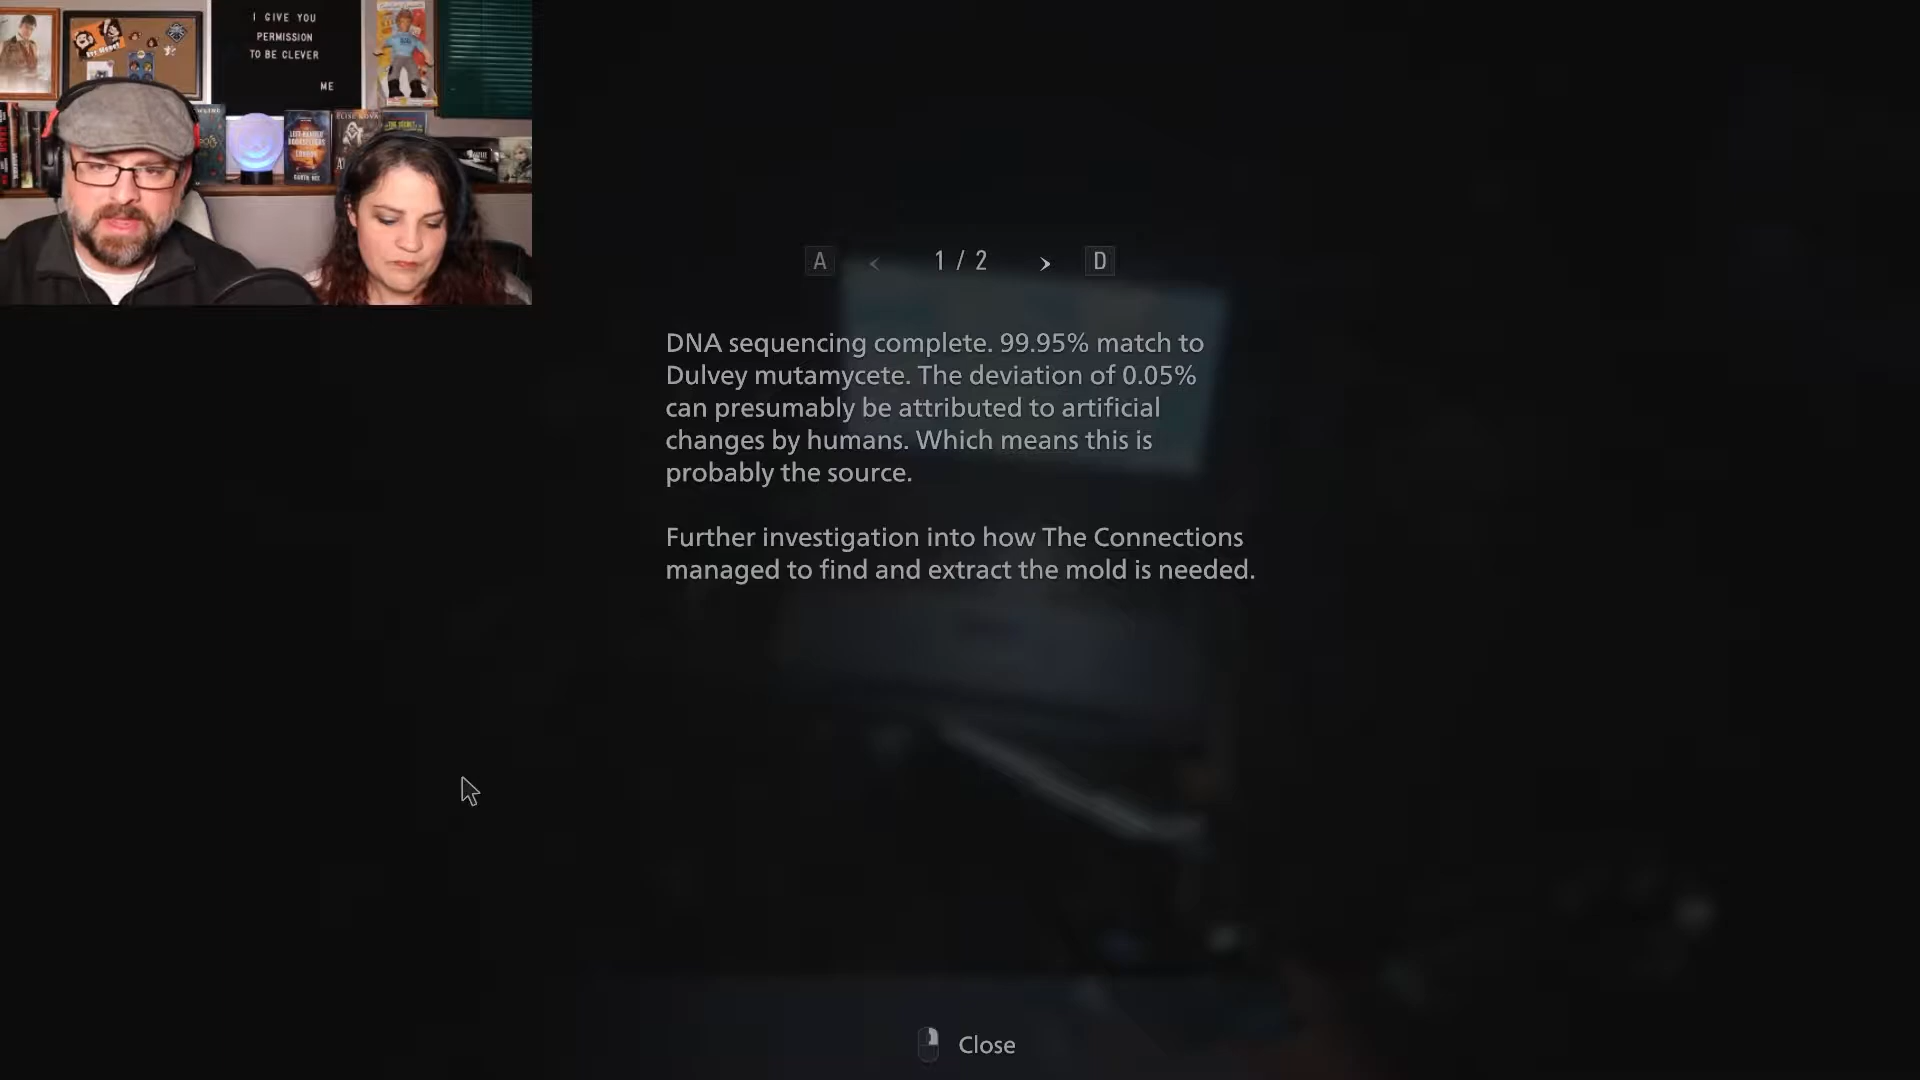 I GIVE YOU
PERMISSION
TO BE CLEVER
ME
A < 1 / 2 > D
DNA sequencing complete. 99.95% match to
Dulvey mutamycete. The deviation of 0.05%
can presumably be attributed to artificial
changes by humans. Which means this is
probably the source.
Further investigation into how The Connections
managed to find and extract the mold is needed.
Close